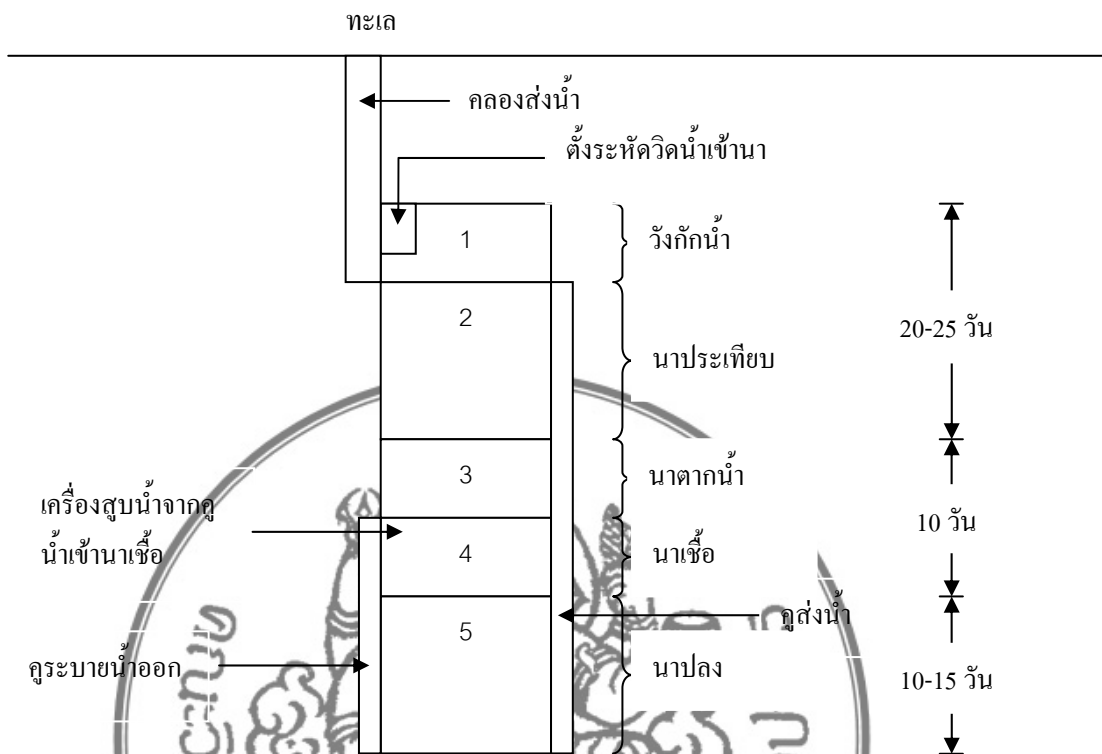 ทะเล
คลองส่งน้ำ
ตั้งระหัดวิดน้ำเข้านา
1
วังกักน้ำ
2
20-25 วัน
นาประเทียบ
3
นาตากน้ำ
เครื่องสูบน้ำจากคู
น้ำเข้านาเชื้อ
10 วัน
4
นาเชื้อ
5
คูส่งน้ำ
คูระบายน้ำออก
นาปลง
10-15 วัน